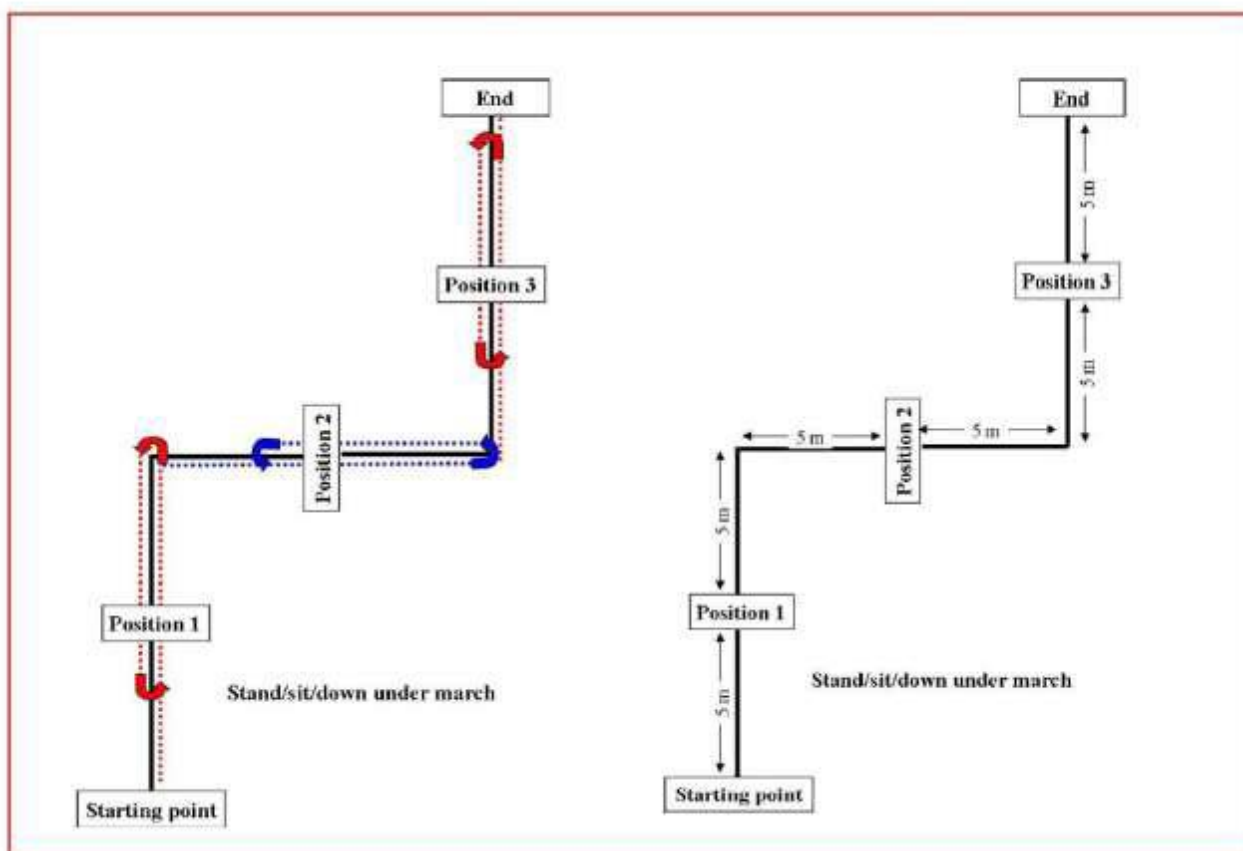 End
Position 3
Position 2
Position 1
Stand/sit/down under march
Starting point
End
5 m
Position 3
5 m
5 m
Position 2
5 m
5 m
Position 1
Stand/sit/down under march
5 m
Starting point